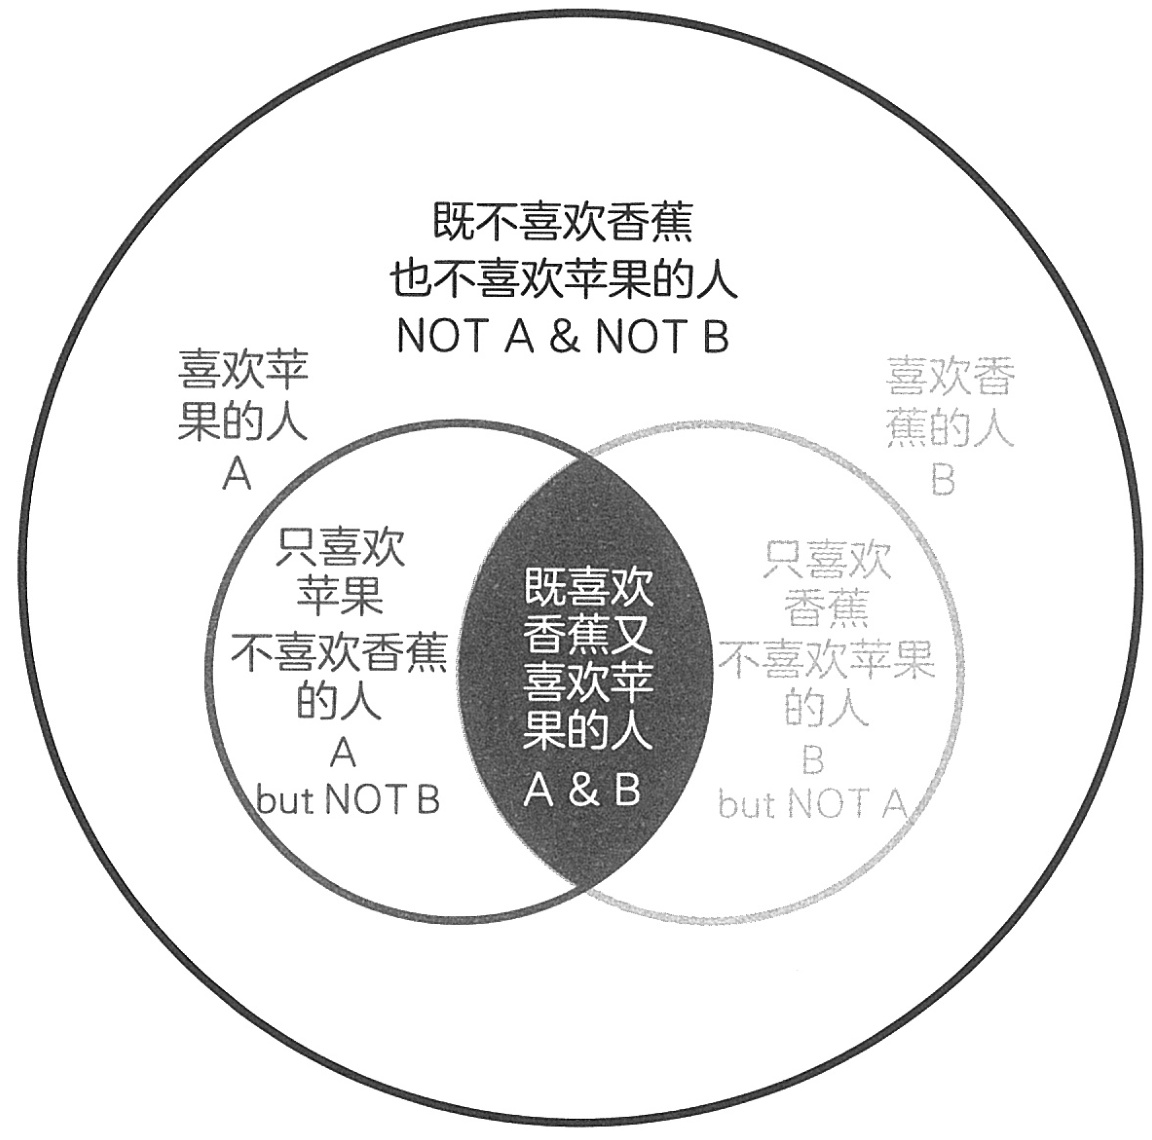 既不喜欢香蕉
也不喜欢苹果的人
NOT A & NOT B
喜欢苹
果的人
A
喜欢香
蕉的人
B
只喜欢
苹果
不喜欢香蕉
的人
A
but NOT B
既喜欢
香蕉又
喜欢苹
果的人
A & B
只喜欢
香蕉
不喜欢苹果
的人
B
but NOT A